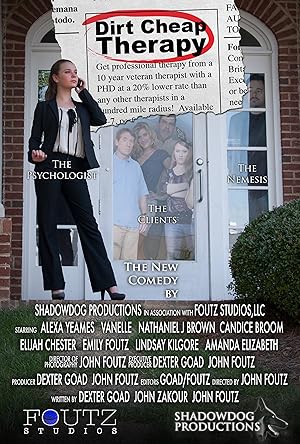 emana
todo.
Dirt Cheap
Therapy
Get professional therapy from a
10 year veteran therapist with a
PHD at a 20% lower rate than
any other therapists in a
hundred mile radius! Available
FA
AU
For
Con
Brit
Exce
or be
need
The
Psychologist
The
Clients
The
Nemesis
The New
Comedy
by
Shadowdog Productions in association with Foutz Studios, LLC
starring Alexa Yeames Yanelle Nathaniel J Brown Candice Broom
Elijah Chester Emily Foutz Lindsay Kilgore Amanda Elizabeth
Director of Photography John Foutz Executive Producer Dexter Goad John Foutz
Producer Dexter Goad John Foutz Editors Goad/Foutz Directed by John Foutz
Written by Dexter Goad John Zakour John Foutz
FOUTZ
STUDIOS
Shadowdog
Productions